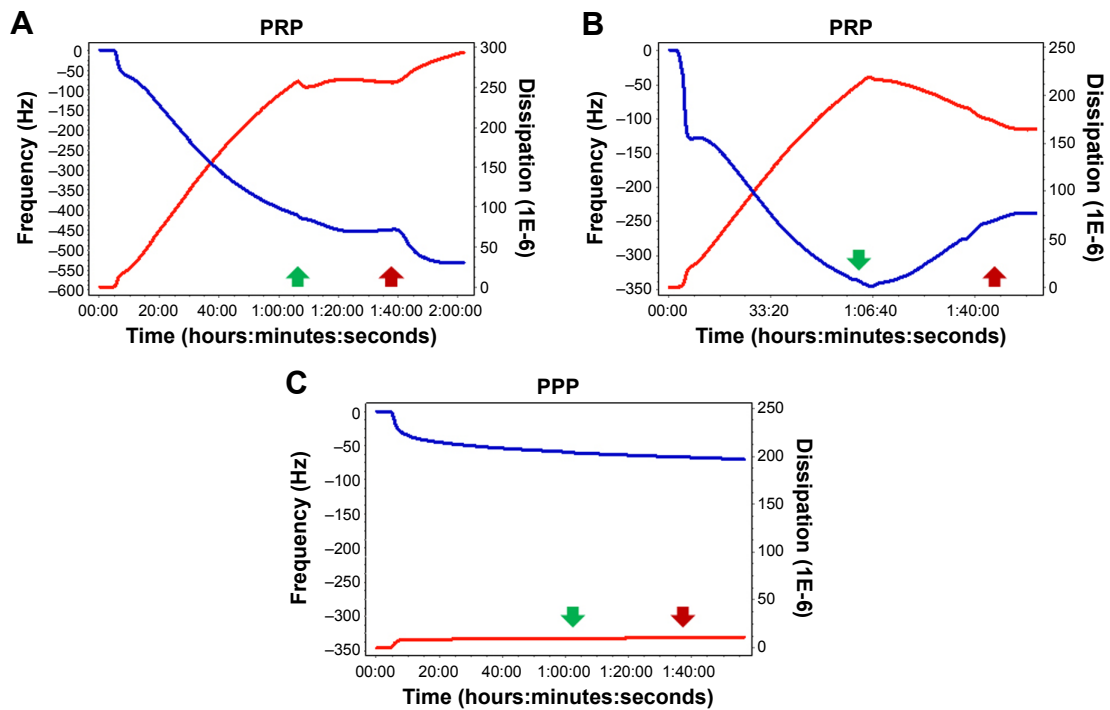 A
PRP
Frequency (Hz)
0
–50
–100
–150
–200
–250
–300
–350
–400
–450
–500
–550
–600
300
250
200
150
100
50
0
Dissipation (1E-6)
00:00 20:00 40:00 1:00:00 1:20:00 1:40:00 2:00:00
Time (hours:minutes:seconds)
B
PRP
Frequency (Hz)
0
–50
–100
–150
–200
–250
–300
–350
250
200
150
100
50
0
Dissipation (1E-6)
00:00 33:20 1:06:40 1:40:00
Time (hours:minutes:seconds)
C
PPP
Frequency (Hz)
0
–50
–100
–150
–200
–250
–300
–350
250
200
150
100
50
0
Dissipation (1E-6)
00:00 20:00 40:00 1:00:00 1:20:00 1:40:00
Time (hours:minutes:seconds)